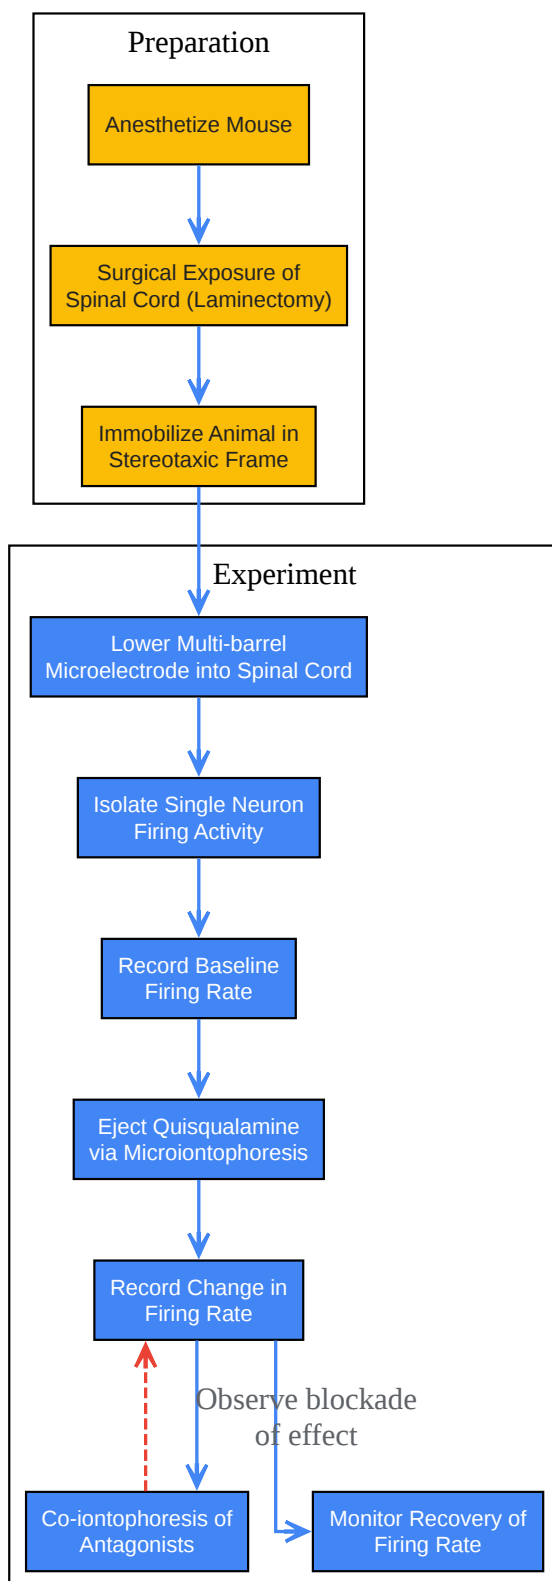 Preparation
Anesthetize Mouse
Surgical Exposure of
Spinal Cord (Laminectomy)
Immobilize Animal in
Stereotaxic Frame
Experiment
Lower Multi-barrel
Microelectrode into Spinal Cord
Isolate Single Neuron
Firing Activity
Record Baseline
Firing Rate
Eject Quisqualamine
via Microiontophoresis
Record Change in
Firing Rate
Observe blockade
of effect
Co-iontophoresis of
Antagonists
Monitor Recovery of
Firing Rate